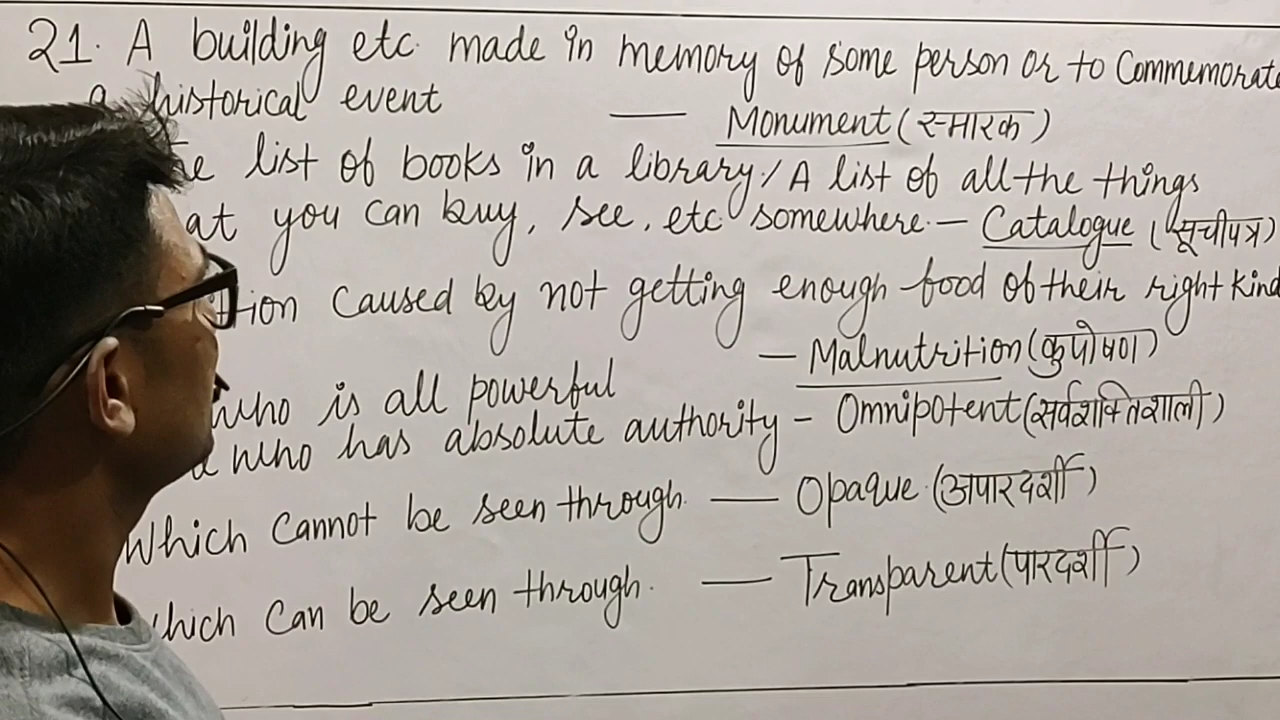 21. A building etc. made in memory of some person or to Commemorate
a historical event — Monument (स्मारक)
list of books in a library / A list of all the things
you can buy, see, etc somewhere. — Catalogue (सूचीपत्र)
Caused by not getting enough food of their right kind
— Malnutrition (कुपोषण)
who is all powerful
who has absolute authority – Omnipotent (सर्वशक्तिशाली)
Which cannot be seen through. — Opaque. (अपारदर्शी)
which can be seen through. — Transparent (पारदर्शी)